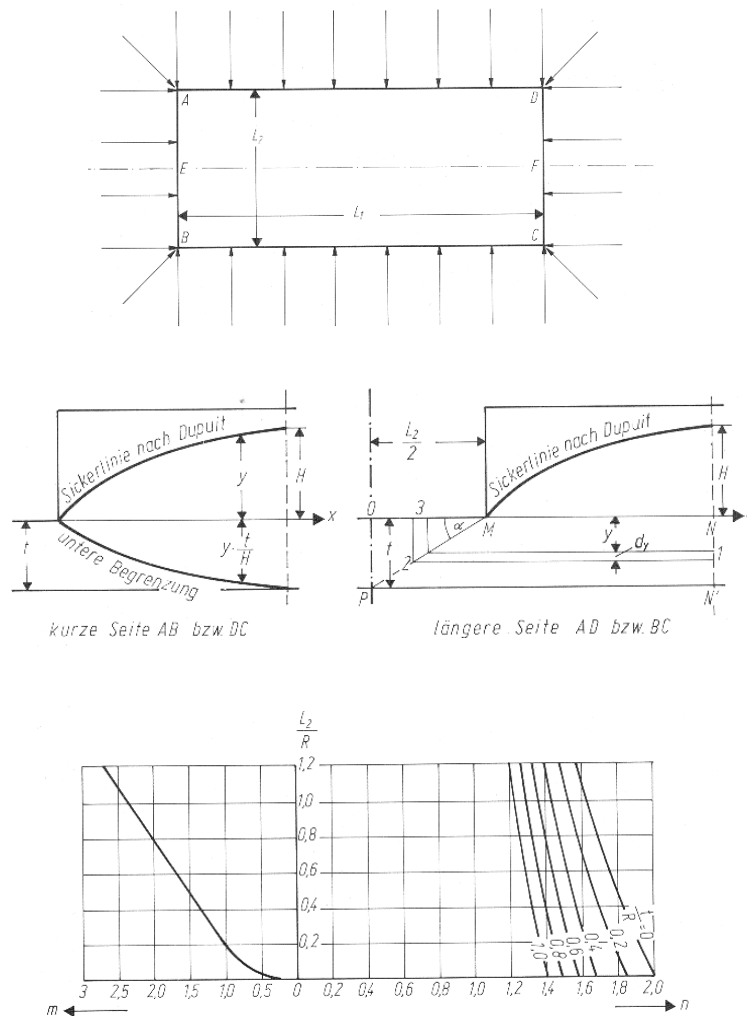 A
D
L₂
E
F
L₁
B
C
Sickerlinie nach Dupuit
y
H
x
t
y·t/H
untere Begrenzung
kurze Seite AB bzw. DC
L₂/2
Sickerlinie nach Dupuit
H
0
3
α
M
N
y
dy
1
t
2
P
N'
längere Seite AD bzw. BC
L₂/R
1,2
1,0
0,8
0,6
0,4
0,2
t/R=0
0,2
0,4
0,6
0,8
1,0
3
2,5
2,0
1,5
1,0
0,5
0
0,2
0,4
0,6
0,8
1,0
1,2
1,4
1,6
1,8
2,0
m
n